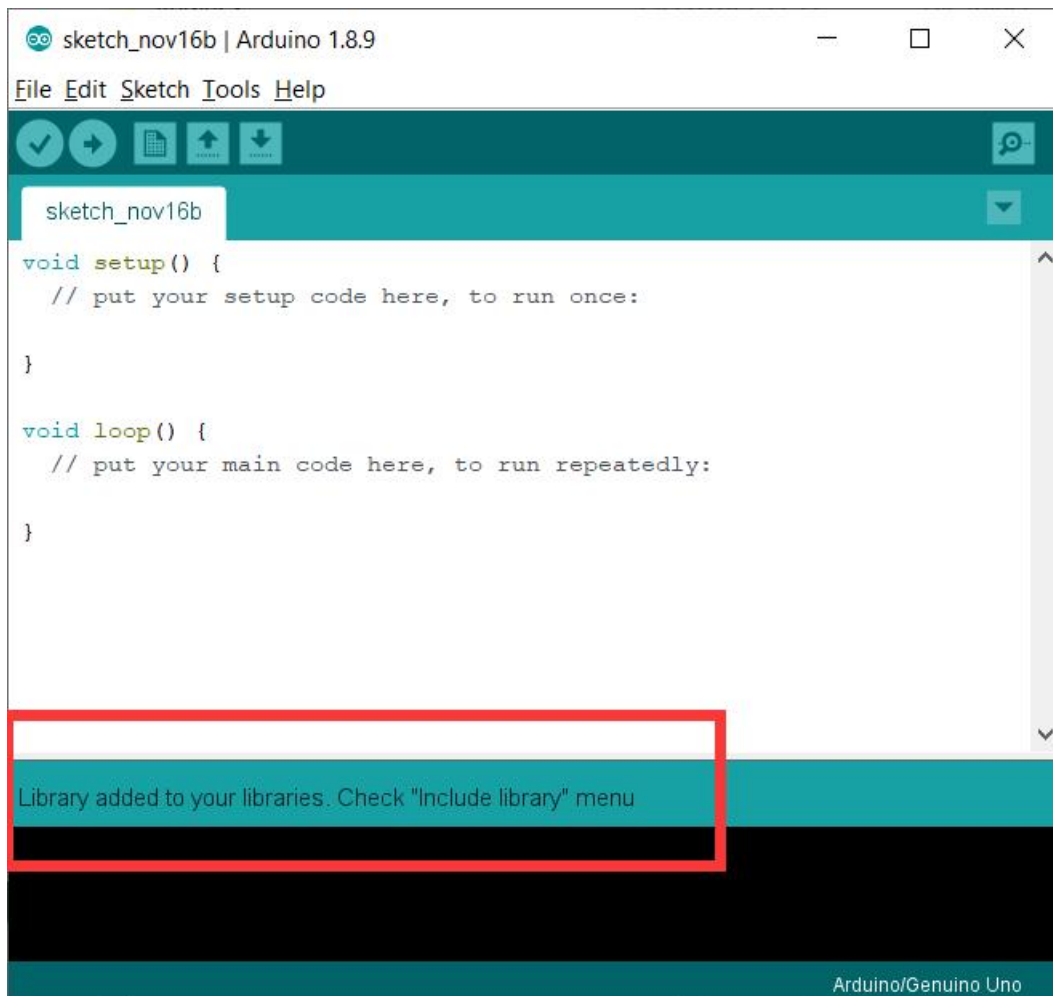 sketch_nov16b | Arduino 1.8.9
File Edit Sketch Tools Help
sketch_nov16b
void setup() {
  // put your setup code here, to run once:
}
void loop() {
  // put your main code here, to run repeatedly:
}
Library added to your libraries. Check "Include library" menu
Arduino/Genuino Uno